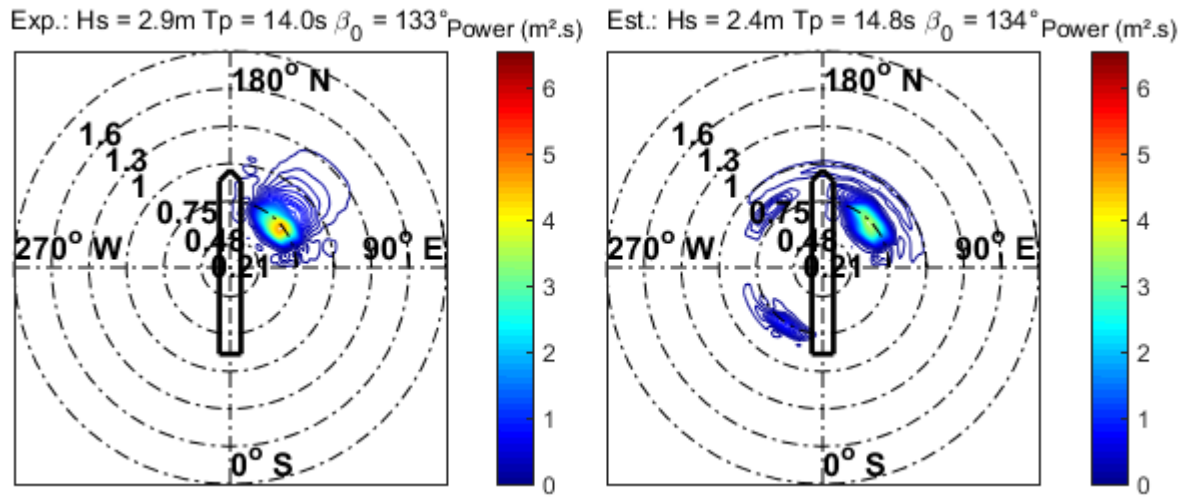 Exp.: Hs = 2.9m Tp = 14.0s β0 = 133° Power (m².s)
180° N
1.6
1.3
1
0.75
0.48
0.21
270° W
90° E
0° S
6
5
4
3
2
1
0
Est.: Hs = 2.4m Tp = 14.8s β0 = 134° Power (m².s)
180° N
1.6
1.3
1
0.75
0.48
0.21
270° W
90° E
0° S
6
5
4
3
2
1
0